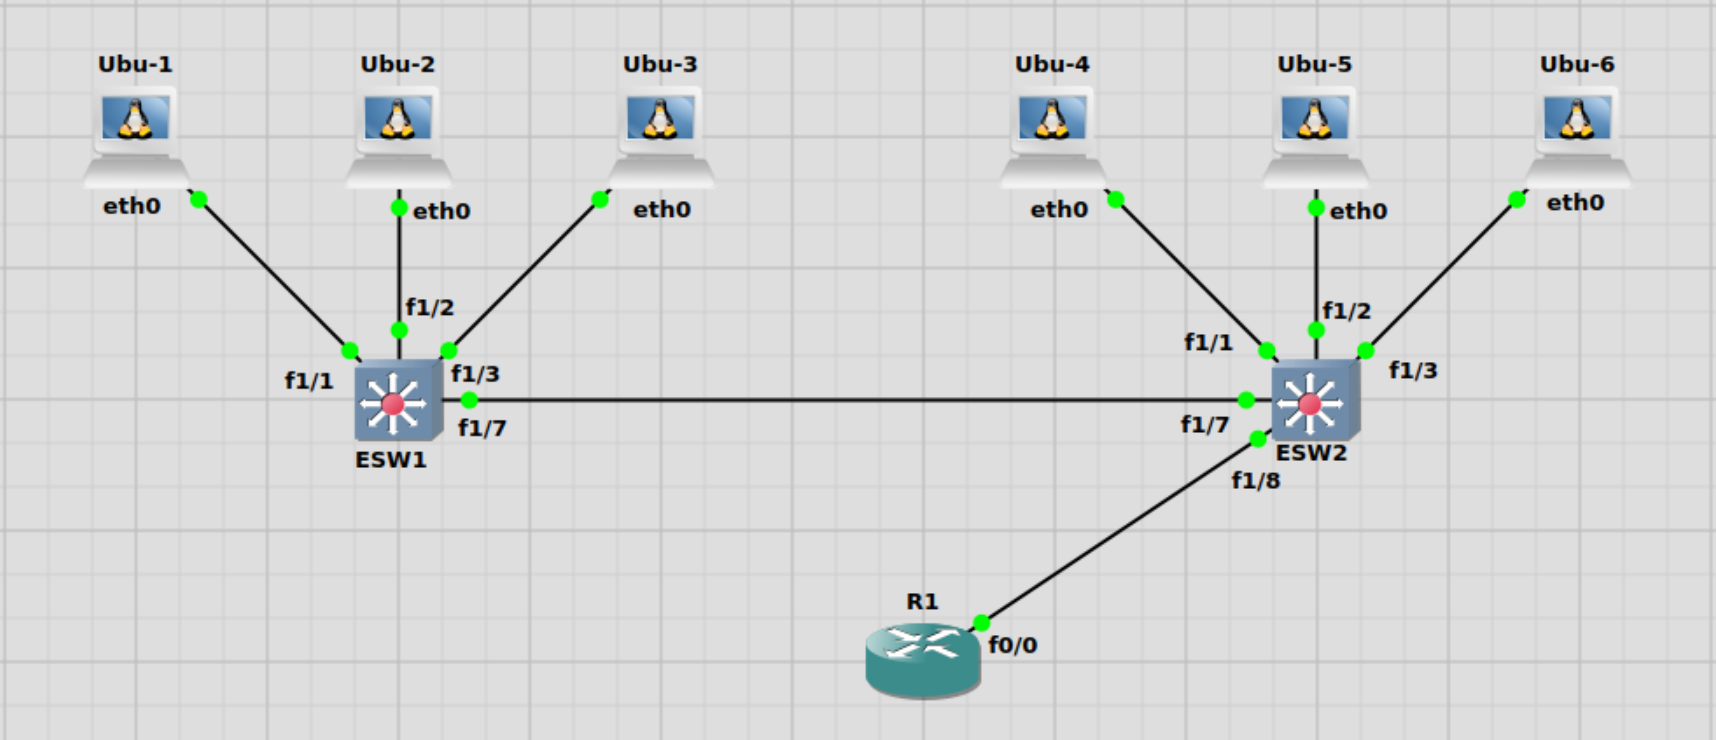 Ubu-1
Ubu-2
Ubu-3
Ubu-4
Ubu-5
Ubu-6
eth0
eth0
eth0
eth0
eth0
eth0
f1/1
f1/2
f1/3
f1/7
ESW1
f1/1
f1/2
f1/3
f1/7
ESW2
f1/8
R1
f0/0